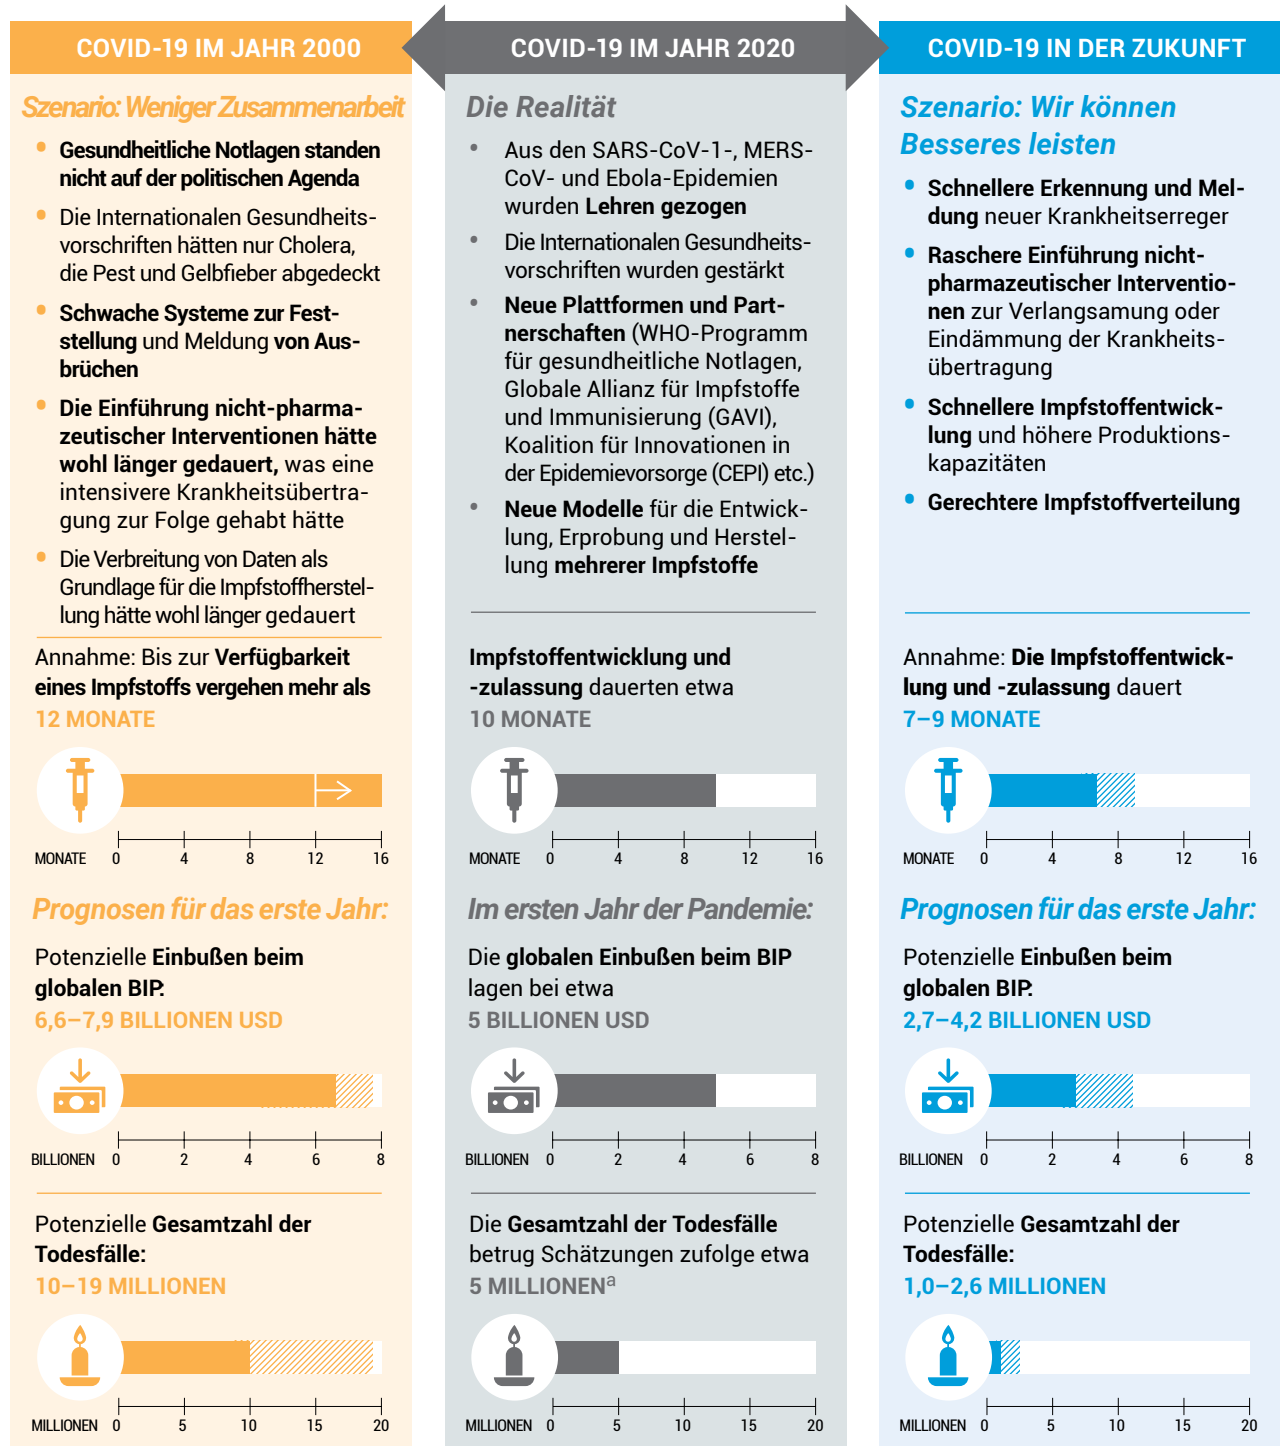 COVID-19 IM JAHR 2000
Szenario: Weniger Zusammenarbeit
• Gesundheitliche Notlagen standen
nicht auf der politischen Agenda
• Die Internationalen Gesundheits-
vorschriften hätten nur Cholera,
die Pest und Gelbfieber abgedeckt
• Schwache Systeme zur Fest-
stellung und Meldung von Aus-
brüchen
• Die Einführung nicht-pharma-
zeutischer Interventionen hätte
wohl länger gedauert, was eine
intensivere Krankheitsübertra-
gung zur Folge gehabt hätte
• Die Verbreitung von Daten als
Grundlage für die Impfstoffherstel-
lung hätte wohl länger gedauert
Annahme: Bis zur Verfügbarkeit
eines Impfstoffs vergehen mehr als
12 MONATE
MONATE 0 4 8 12 16
Prognosen für das erste Jahr:
Potenzielle Einbußen beim
globalen BIP:
6,6–7,9 BILLIONEN USD
BILLIONEN 0 2 4 6 8
Potenzielle Gesamtzahl der
Todesfälle:
10–19 MILLIONEN
MILLIONEN 0 5 10 15 20
COVID-19 IM JAHR 2020
Die Realität
• Aus den SARS-CoV-1-, MERS-
CoV- und Ebola-Epidemien
wurden Lehren gezogen
• Die Internationalen Gesundheits-
vorschriften wurden gestärkt
• Neue Plattformen und Part-
nerschaften (WHO-Programm
für gesundheitliche Notlagen,
Globale Allianz für Impfstoffe
und Immunisierung (GAVI),
Koalition für Innovationen in
der Epidemievorsorge (CEPI) etc.)
• Neue Modelle für die Entwick-
lung, Erprobung und Herstel-
lung mehrerer Impfstoffe
Impfstoffentwicklung und
-zulassung dauerten etwa
10 MONATE
MONATE 0 4 8 12 16
Im ersten Jahr der Pandemie:
Die globalen Einbußen beim BIP
lagen bei etwa
5 BILLIONEN USD
BILLIONEN 0 2 4 6 8
Die Gesamtzahl der Todesfälle
betrug Schätzungen zufolge etwa
5 MILLIONENa
MILLIONEN 0 5 10 15 20
COVID-19 IN DER ZUKUNFT
Szenario: Wir können
Besseres leisten
• Schnellere Erkennung und Mel-
dung neuer Krankheitserreger
• Raschere Einführung nicht-
pharmazeutischer Interventio-
nen zur Verlangsamung oder
Eindämmung der Krankheits-
übertragung
• Schnellere Impfstoffentwick-
lung und höhere Produktions-
kapazitäten
• Gerechtere Impfstoffverteilung
Annahme: Die Impfstoffentwick-
lung und -zulassung dauert
7–9 MONATE
MONATE 0 4 8 12 16
Prognosen für das erste Jahr:
Potenzielle Einbußen beim
globalen BIP:
2,7–4,2 BILLIONEN USD
BILLIONEN 0 2 4 6 8
Potenzielle Gesamtzahl der
Todesfälle:
1,0–2,6 MILLIONEN
MILLIONEN 0 5 10 15 20